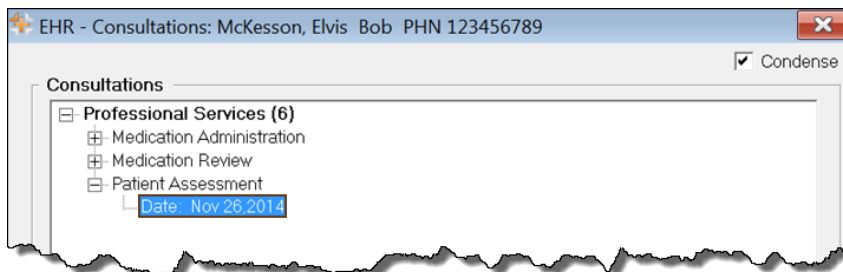 EHR - Consultations: McKesson, Elvis Bob PHN 123456789
Condense
Consultations
Professional Services (6)
Medication Administration
Medication Review
Patient Assessment
Date: Nov 26,2014